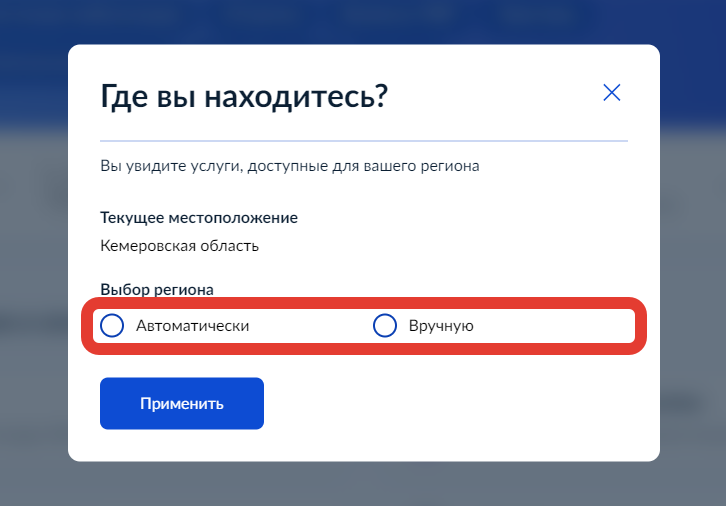 Где вы находитесь?
Вы увидите услуги, доступные для вашего региона
Текущее местоположение
Кемеровская область
Выбор региона
Автоматически Вручную
Применить